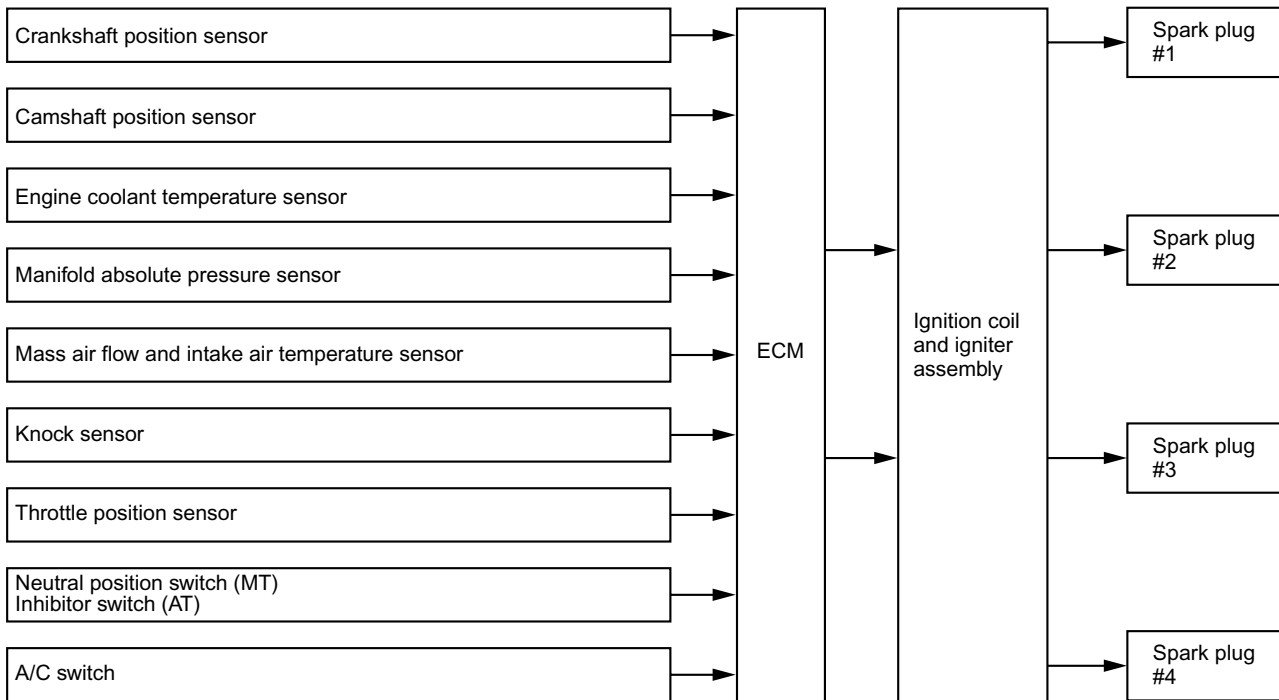 Crankshaft position sensor
Camshaft position sensor
Engine coolant temperature sensor
Manifold absolute pressure sensor
Mass air flow and intake air temperature sensor
Knock sensor
Throttle position sensor
Neutral position switch (MT)
Inhibitor switch (AT)
A/C switch
ECM
Ignition coil
and igniter
assembly
Spark plug
#1
Spark plug
#2
Spark plug
#3
Spark plug
#4